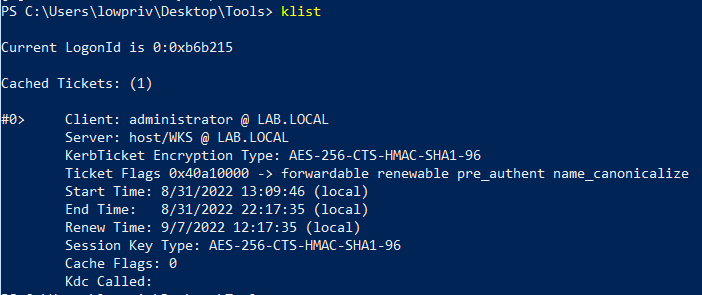 PS C:\Users\lowpriv\Desktop\Tools> klist
Current LogonId is 0:0xb6b215
Cached Tickets: (1)
#0> Client: administrator @ LAB.LOCAL
Server: host/WKS @ LAB.LOCAL
KerbTicket Encryption Type: AES-256-CTS-HMAC-SHA1-96
Ticket Flags 0x40a10000 -> forwardable renewable pre_authent name_canonicalize
Start Time: 8/31/2022 13:09:46 (local)
End Time: 8/31/2022 22:17:35 (local)
Renew Time: 9/7/2022 12:17:35 (local)
Session Key Type: AES-256-CTS-HMAC-SHA1-96
Cache Flags: 0
Kdc Called: